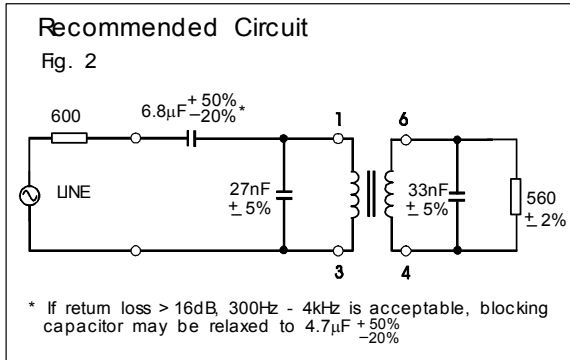 Recommended Circuit
Fig. 2
600
6.8µF +50% −20% *
1
6
LINE
27nF
± 5%
33nF
± 5%
560
± 2%
3
4
* If return loss > 16dB, 300Hz - 4kHz is acceptable, blocking
capacitor may be relaxed to 4.7µF +50% −20%